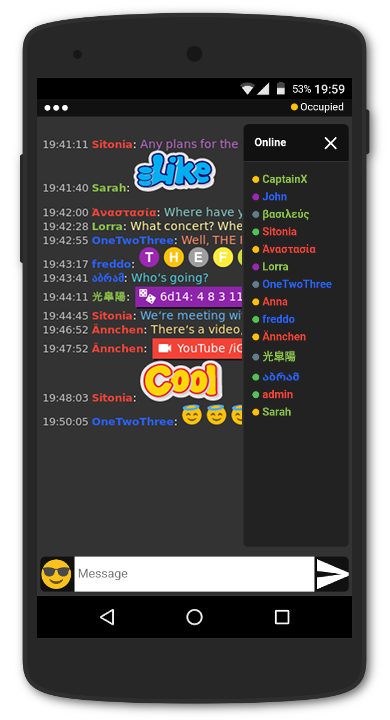 53% 19:59
Occupied
19:41:11 Sitonia: Any plans for the
Like
19:41:40 Sarah:
19:42:00 Αναστασία: Where have y
19:42:28 Lorra: What concert? Whe
19:42:55 OneTwoThree: Well, THE
19:43:17 freddo: T H E F
19:43:41 აბრამ: Who's going?
19:44:11 光皐陽: 6d14: 4 8 3 11
19:44:45 Sitonia: We're meeting wi
19:46:52 Ännchen: There's a video,
19:47:52 Ännchen: YouTube /iG
Cool
19:48:03 Sitonia:
19:50:05 OneTwoThree:
Online
CaptainX
John
βασιλεύς
Sitonia
Αναστασία
Lorra
OneTwoThree
Anna
freddo
Ännchen
光皐陽
აბრამ
admin
Sarah
Message